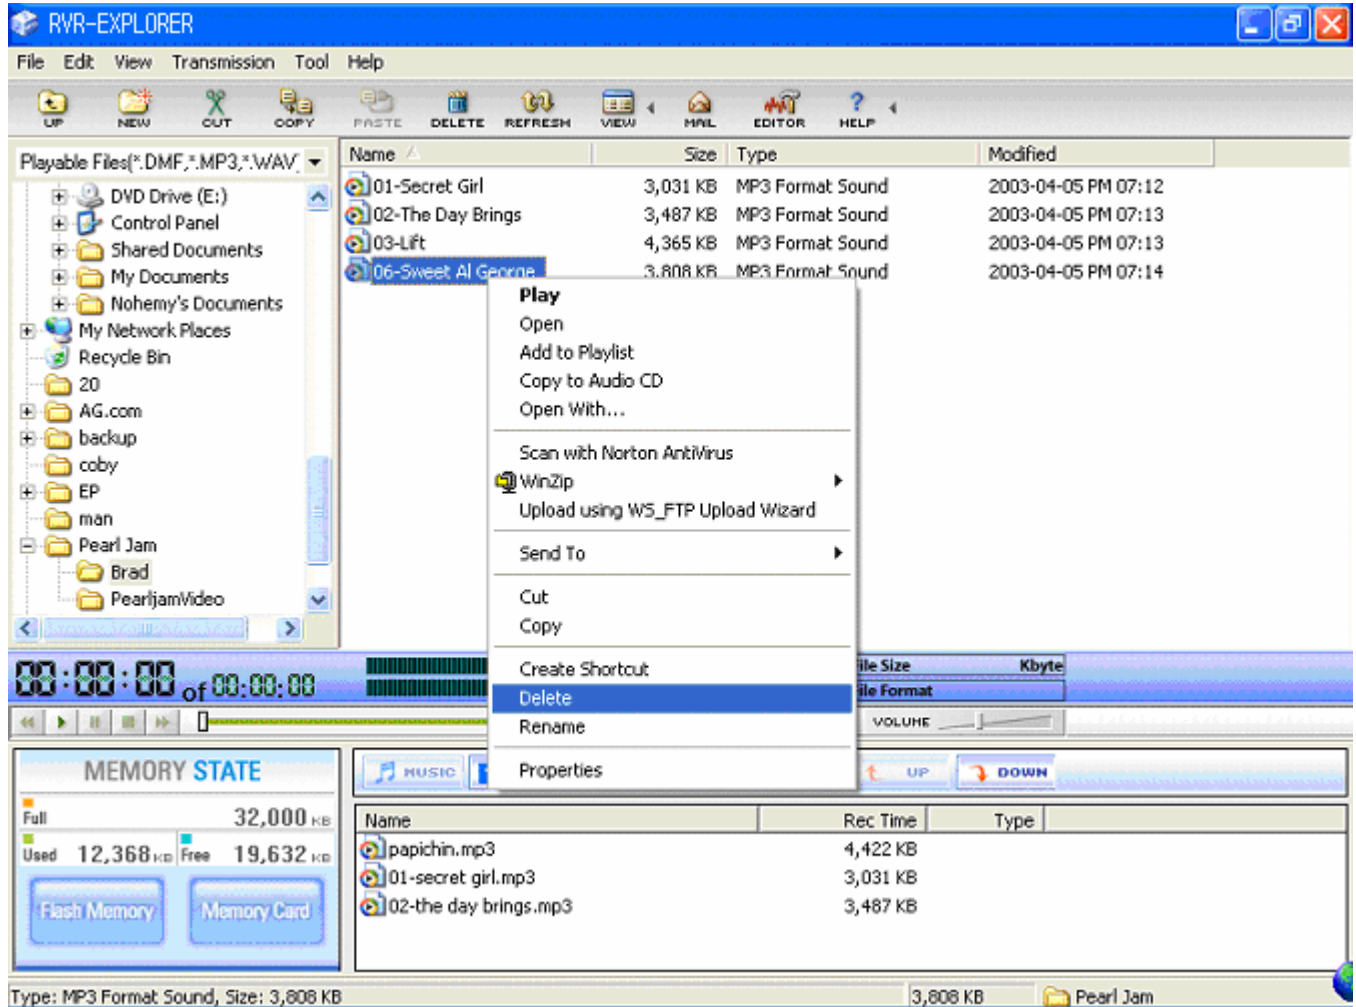 RVR-EXPLORER
File Edit View Transmission Tool Help
UP NEW CUT COPY PASTE DELETE REFRESH VIEW MAIL EDITOR HELP
Playable Files(*.DMF,*.MP3,*.WAV,
Name Size Type Modified
DVD Drive (E:)
Control Panel
Shared Documents
My Documents
Nohemy's Documents
My Network Places
Recycle Bin
20
AG.com
backup
coby
EP
man
Pearl Jam
Brad
PearljamVideo
01-Secret Girl 3,031 KB MP3 Format Sound 2003-04-05 PM 07:12
02-The Day Brings 3,487 KB MP3 Format Sound 2003-04-05 PM 07:13
03-Lift 4,365 KB MP3 Format Sound 2003-04-05 PM 07:13
06-Sweet Al George 3,808 KB MP3 Format Sound 2003-04-05 PM 07:14
Play
Open
Add to Playlist
Copy to Audio CD
Open With...
Scan with Norton AntiVirus
WinZip
Upload using WS_FTP Upload Wizard
Send To
Cut
Copy
Create Shortcut
Delete
Rename
Properties
00:00:00 of 00:00:00
ile Size Kbyte
ile Format
VOLUME
MEMORY STATE
Full 32,000 KB
Used 12,368 KB Free 19,632 KB
Flash Memory Memory Card
MUSIC UP DOWN
Name Rec Time Type
papichin.mp3 4,422 KB
01-secret girl.mp3 3,031 KB
02-the day brings.mp3 3,487 KB
Type: MP3 Format Sound, Size: 3,808 KB 3,808 KB Pearl Jam